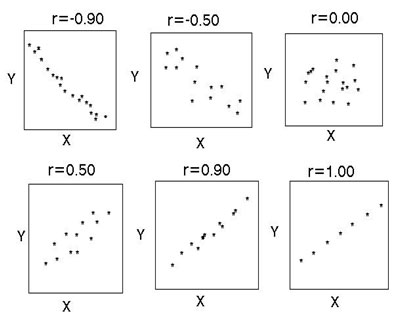 r=-0.90 r=-0.50 r=0.00
Y Y Y
X X X
r=0.50 r=0.90 r=1.00
Y Y Y
X X X